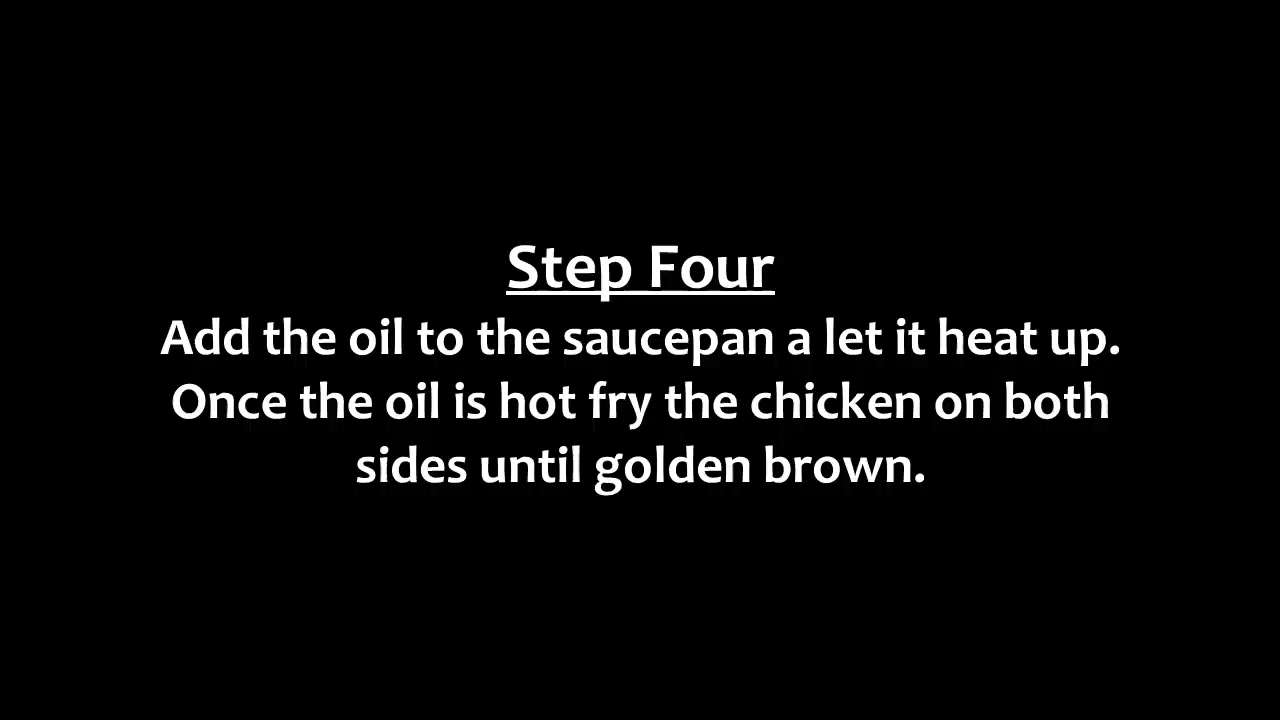 Step Four
Add the oil to the saucepan a let it heat up.
Once the oil is hot fry the chicken on both
sides until golden brown.